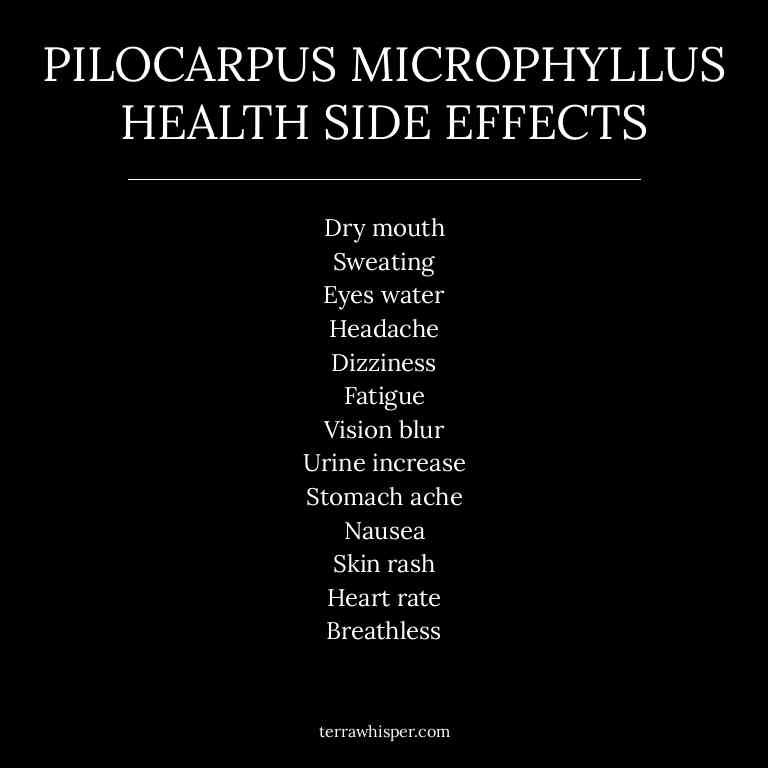 PILOCARPUS MICROPHYLLUS
HEALTH SIDE EFFECTS
Dry mouth
Sweating
Eyes water
Headache
Dizziness
Fatigue
Vision blur
Urine increase
Stomach ache
Nausea
Skin rash
Heart rate
Breathless
terrawhisper.com